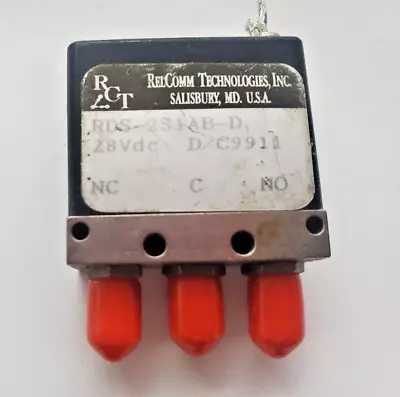 RCT
RELCOMM TECHNOLOGIES, INC.
SALISBURY, MD. U.S.A.
RDS-2S1AB-D,
28Vdc D/C9911
NC C NO